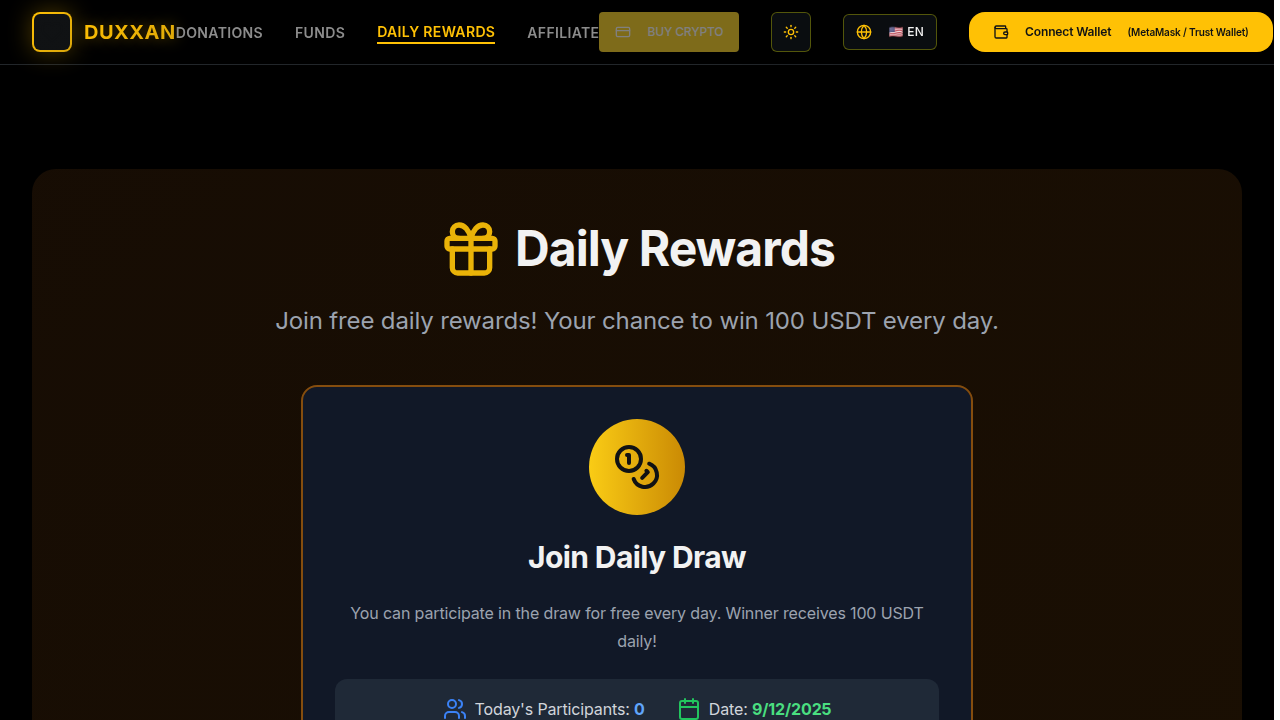 DUXXAN DONATIONS FUNDS DAILY REWARDS AFFILIATE BUY CRYPTO 🇺🇸 EN Connect Wallet (MetaMask / Trust Wallet)
Daily Rewards
Join free daily rewards! Your chance to win 100 USDT every day.
Join Daily Draw
You can participate in the draw for free every day. Winner receives 100 USDT
daily!
Today's Participants: 0 Date: 9/12/2025